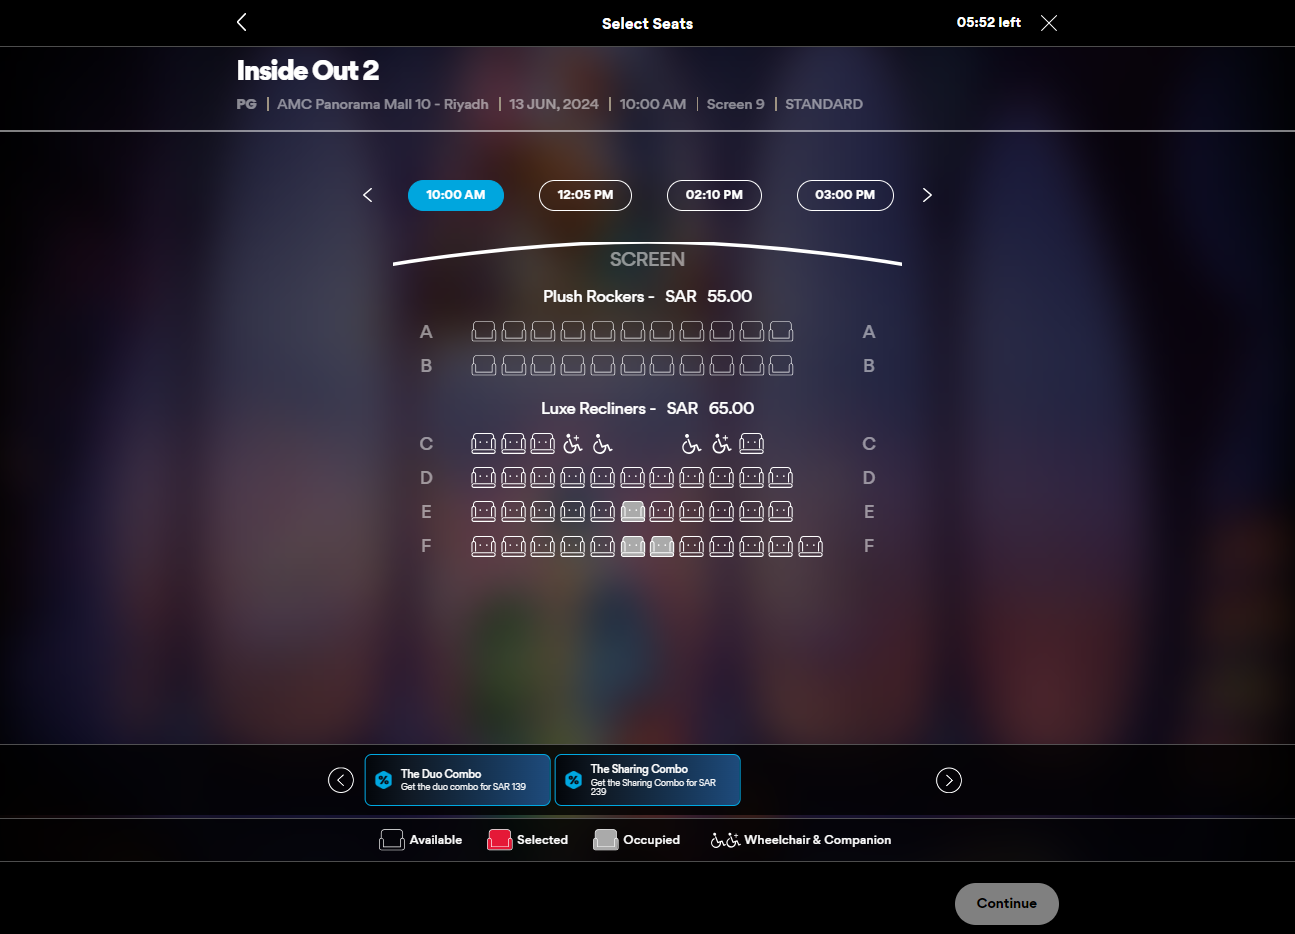 Select Seats
05:52 left
Inside Out 2
PG | AMC Panorama Mall 10 - Riyadh | 13 JUN, 2024 | 10:00 AM | Screen 9 | STANDARD
10:00 AM 12:05 PM 02:10 PM 03:00 PM
SCREEN
Plush Rockers - SAR 55.00
A A
B B
Luxe Recliners - SAR 65.00
C C
D D
E E
F F
The Duo Combo
Get the duo combo for SAR 139
The Sharing Combo
Get the Sharing Combo for SAR
239
Available Selected Occupied Wheelchair & Companion
Continue